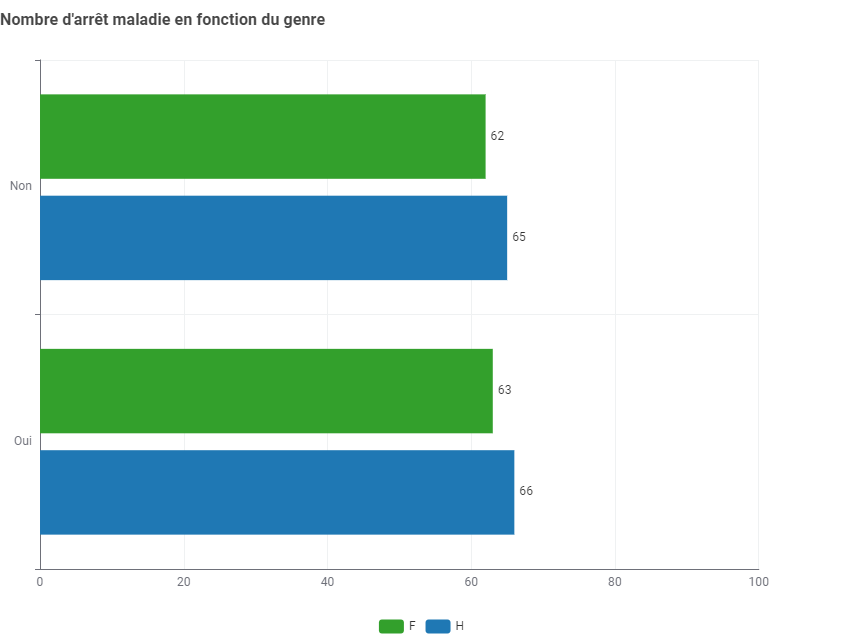 Nombre d'arrêt maladie en fonction du genre
62
Non
65
63
Oui
66
0 20 40 60 80 100
F H